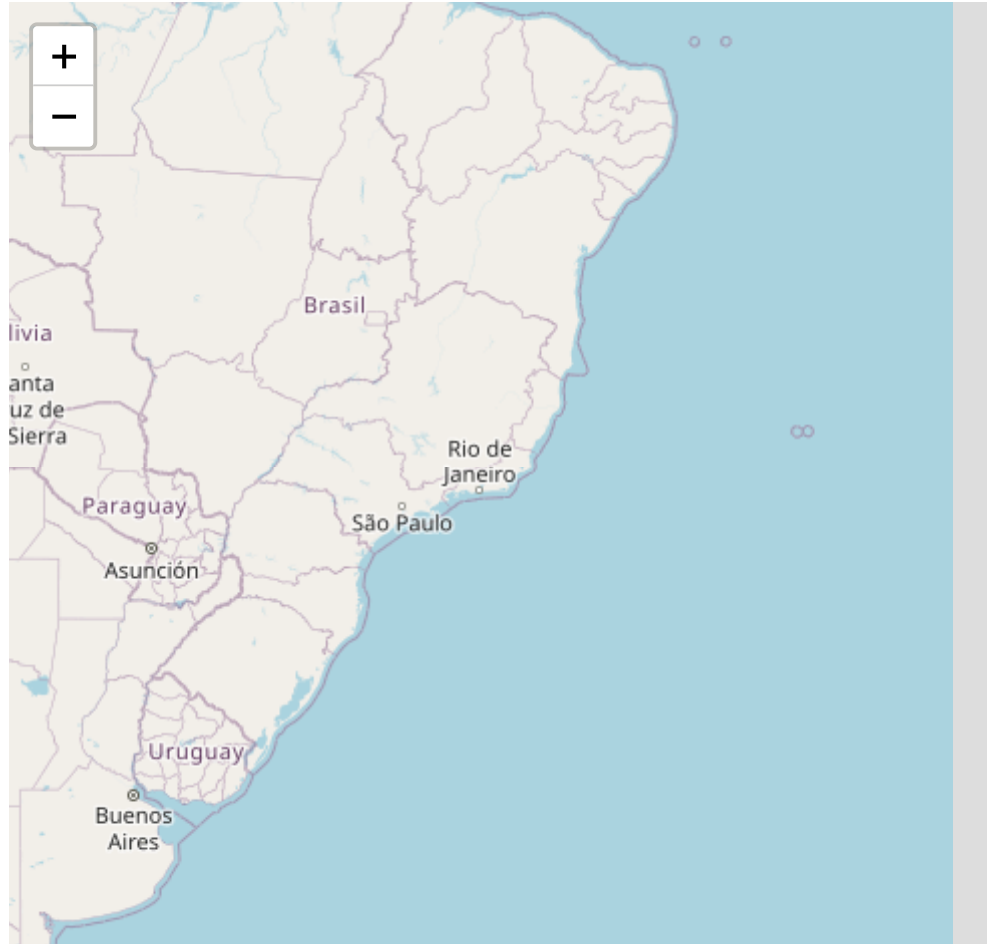 +
−
Brasil
livia
anta
uz de
Sierra
Rio de
Janeiro
São Paulo
Paraguay
Asunción
Uruguay
Buenos
Aires